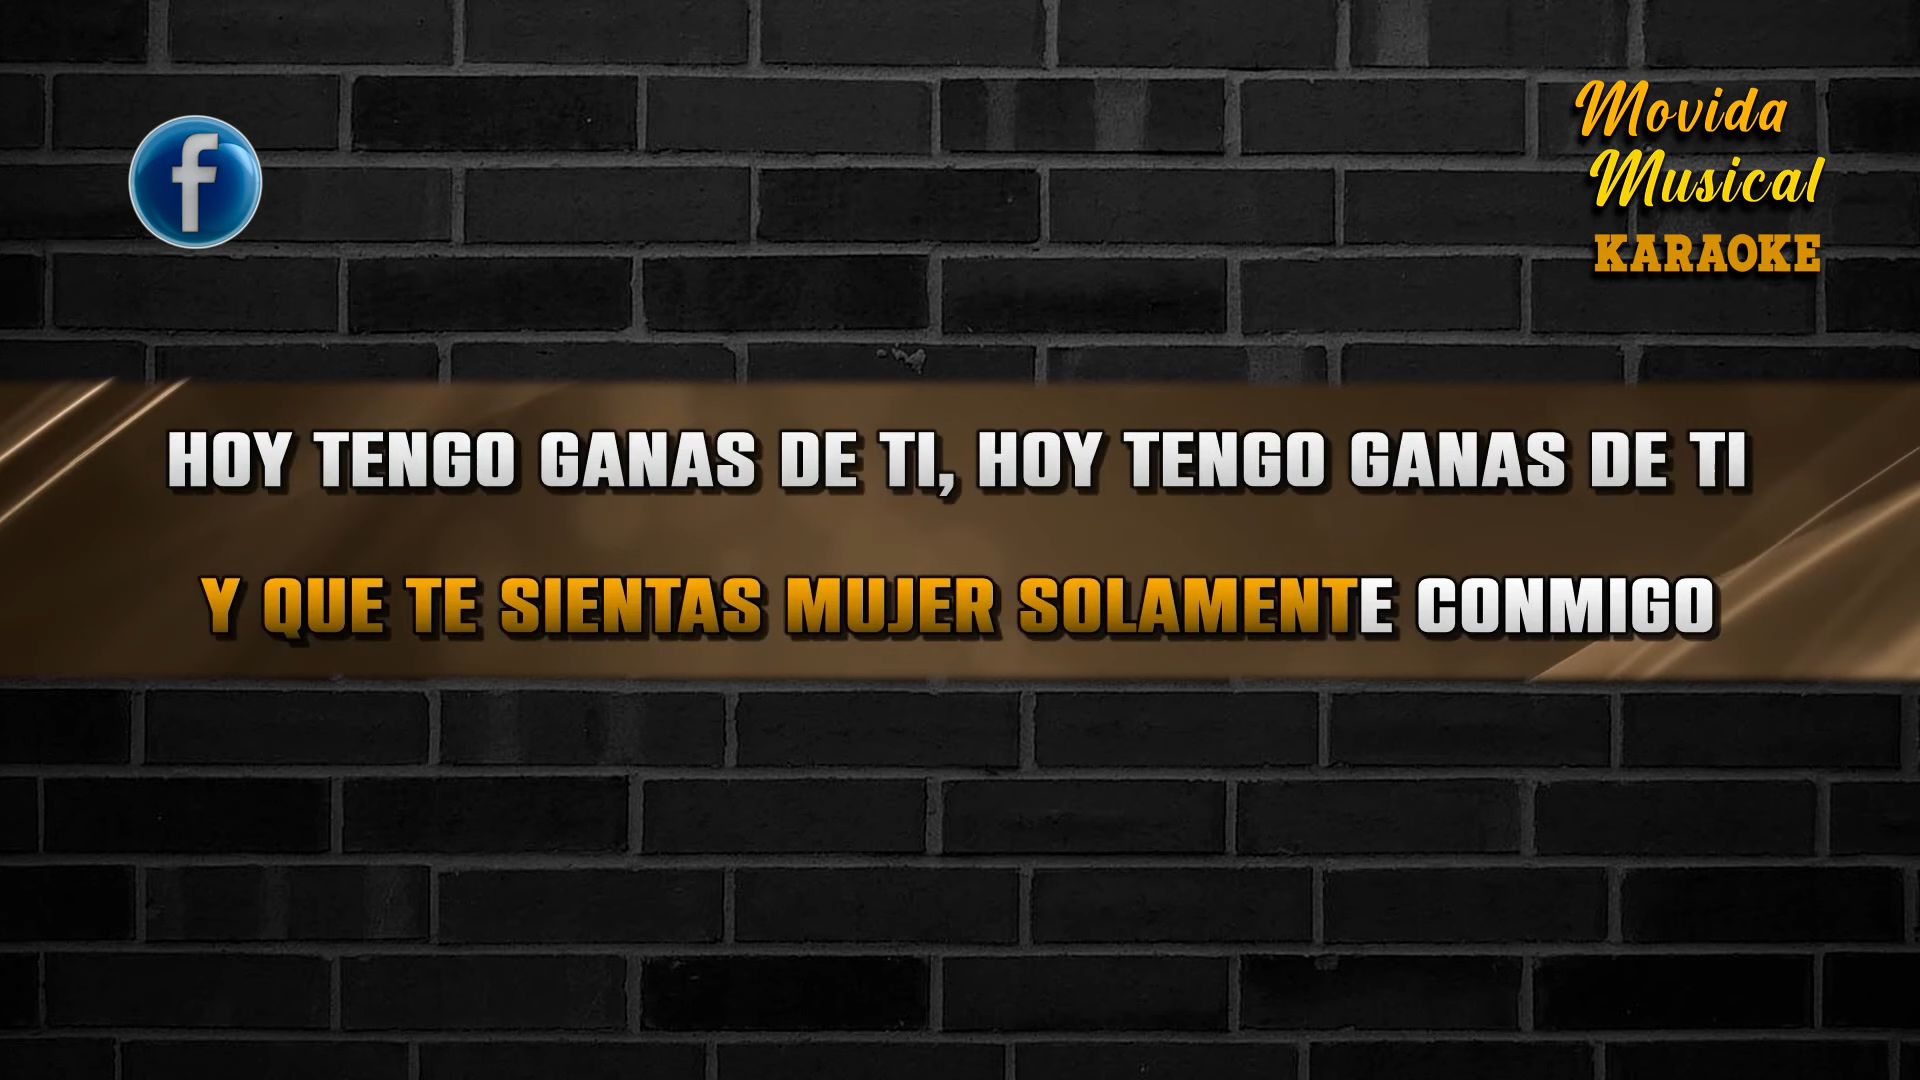 Movida
Musical
KARAOKE
HOY TENGO GANAS DE TI, HOY TENGO GANAS DE TI
Y QUE TE SIENTAS MUJER SOLAMENTE CONMIGO